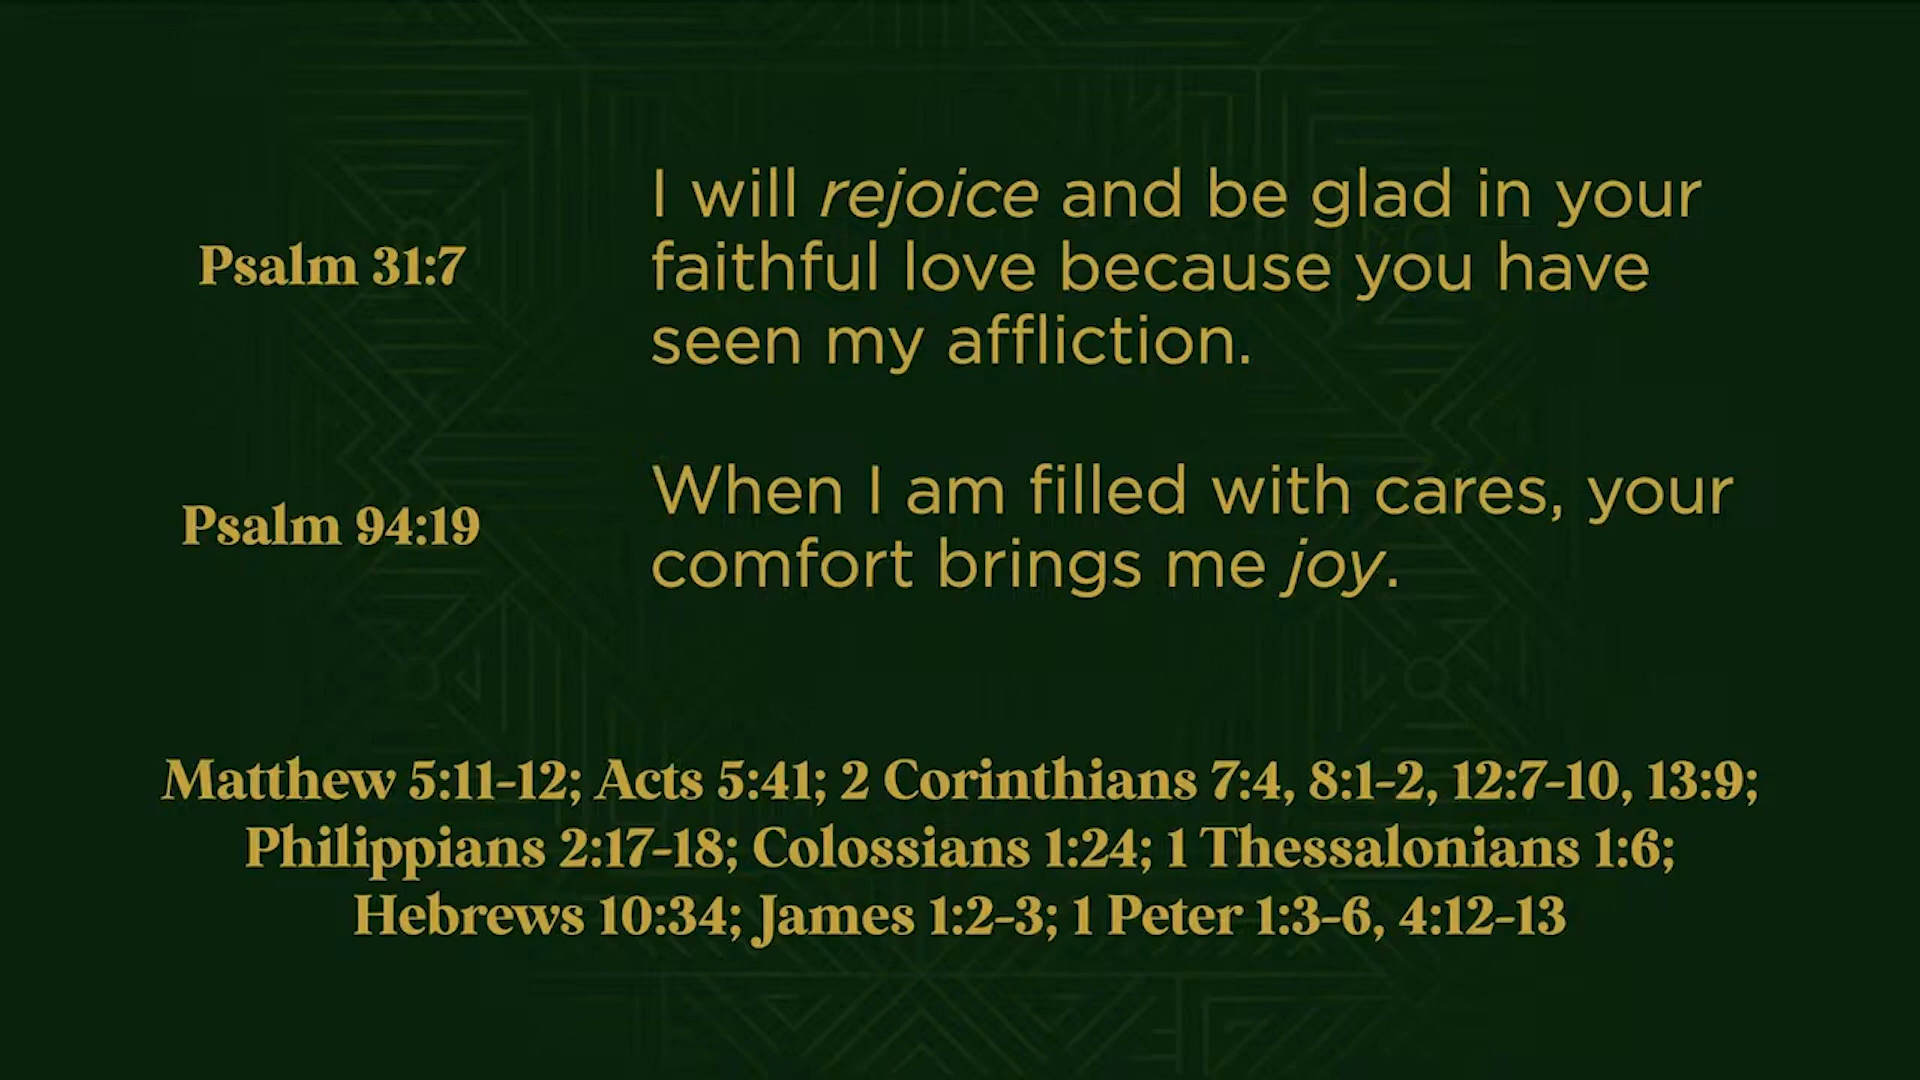 Psalm 31:7
I will rejoice and be glad in your
faithful love because you have
seen my affliction.
Psalm 94:19
When I am filled with cares, your
comfort brings me joy.
Matthew 5:11-12; Acts 5:41; 2 Corinthians 7:4, 8:1-2, 12:7-10, 13:9;
Philippians 2:17-18; Colossians 1:24; 1 Thessalonians 1:6;
Hebrews 10:34; James 1:2-3; 1 Peter 1:3-6, 4:12-13